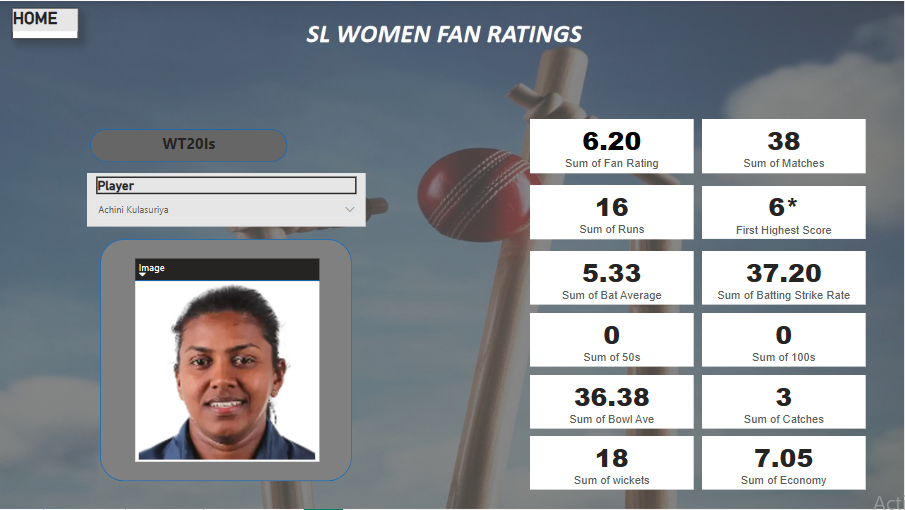 HOME
SL WOMEN FAN RATINGS
WT20Is
Player
Achini Kulasuriya
Image
6.20
Sum of Fan Rating
38
Sum of Matches
16
Sum of Runs
6*
First Highest Score
5.33
Sum of Bat Average
37.20
Sum of Batting Strike Rate
0
Sum of 50s
0
Sum of 100s
36.38
Sum of Bowl Ave
3
Sum of Catches
18
Sum of wickets
7.05
Sum of Economy
Acti